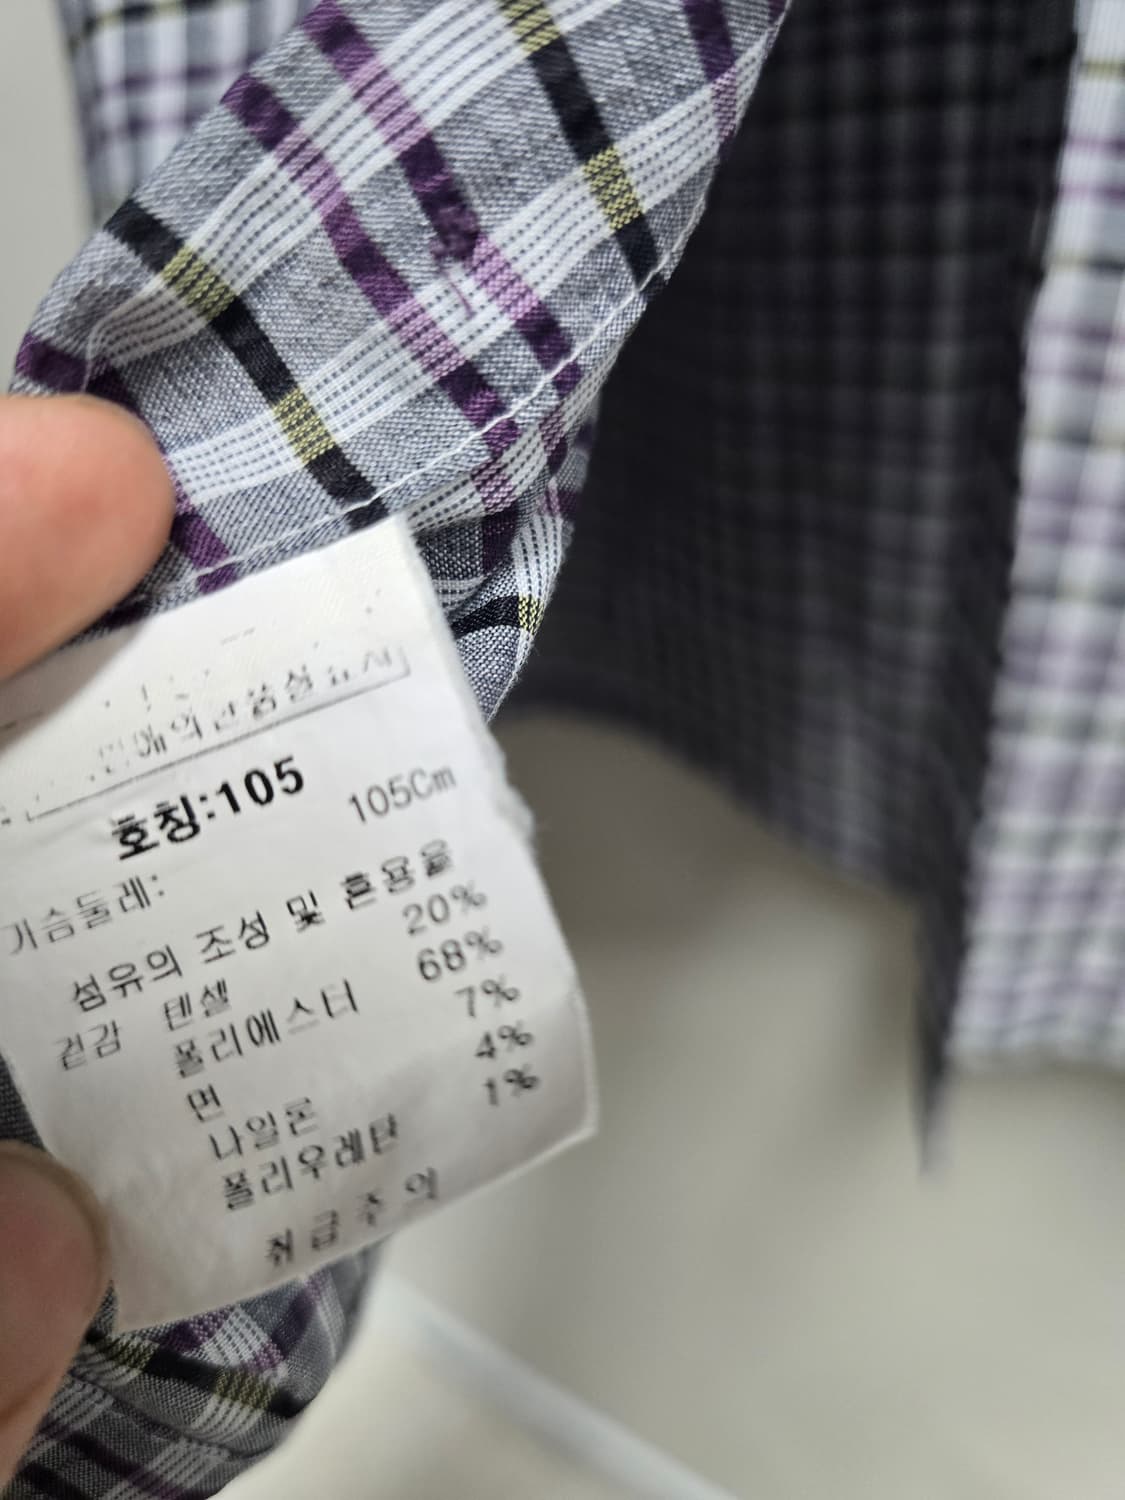 호칭:105
가슴둘레: 105Cm
섬유의 조성 및 혼용율
겉감 텐셀 20%
폴리에스터 68%
면 7%
나일론 4%
폴리우레탄 1%
취급주의